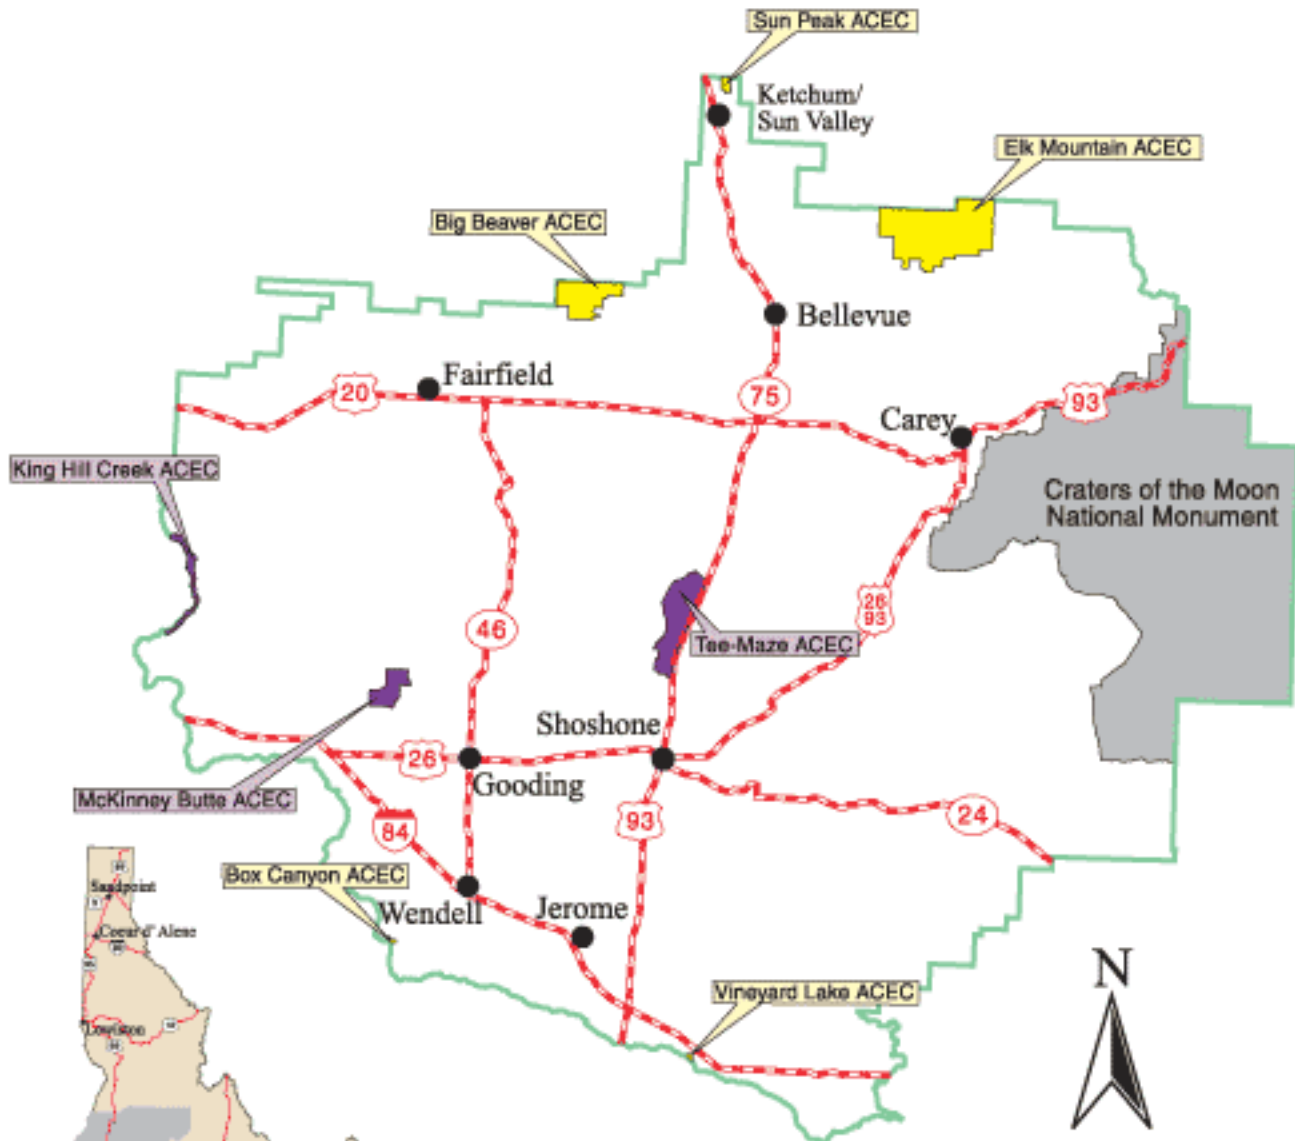 Sun Peak ACEC
Ketchum/
Sun Valley
Elk Mountain ACEC
Big Beaver ACEC
Bellevue
Fairfield
20
75
93
Carey
King Hill Creek ACEC
Craters of the Moon
National Monument
26
93
46
Tee-Maze ACEC
Shoshone
26
Gooding
McKinney Butte ACEC
93
24
84
Box Canyon ACEC
Wendell
Jerome
Sandpoint
Coeur d' Alene
Vineyard Lake ACEC
N
Lewiston